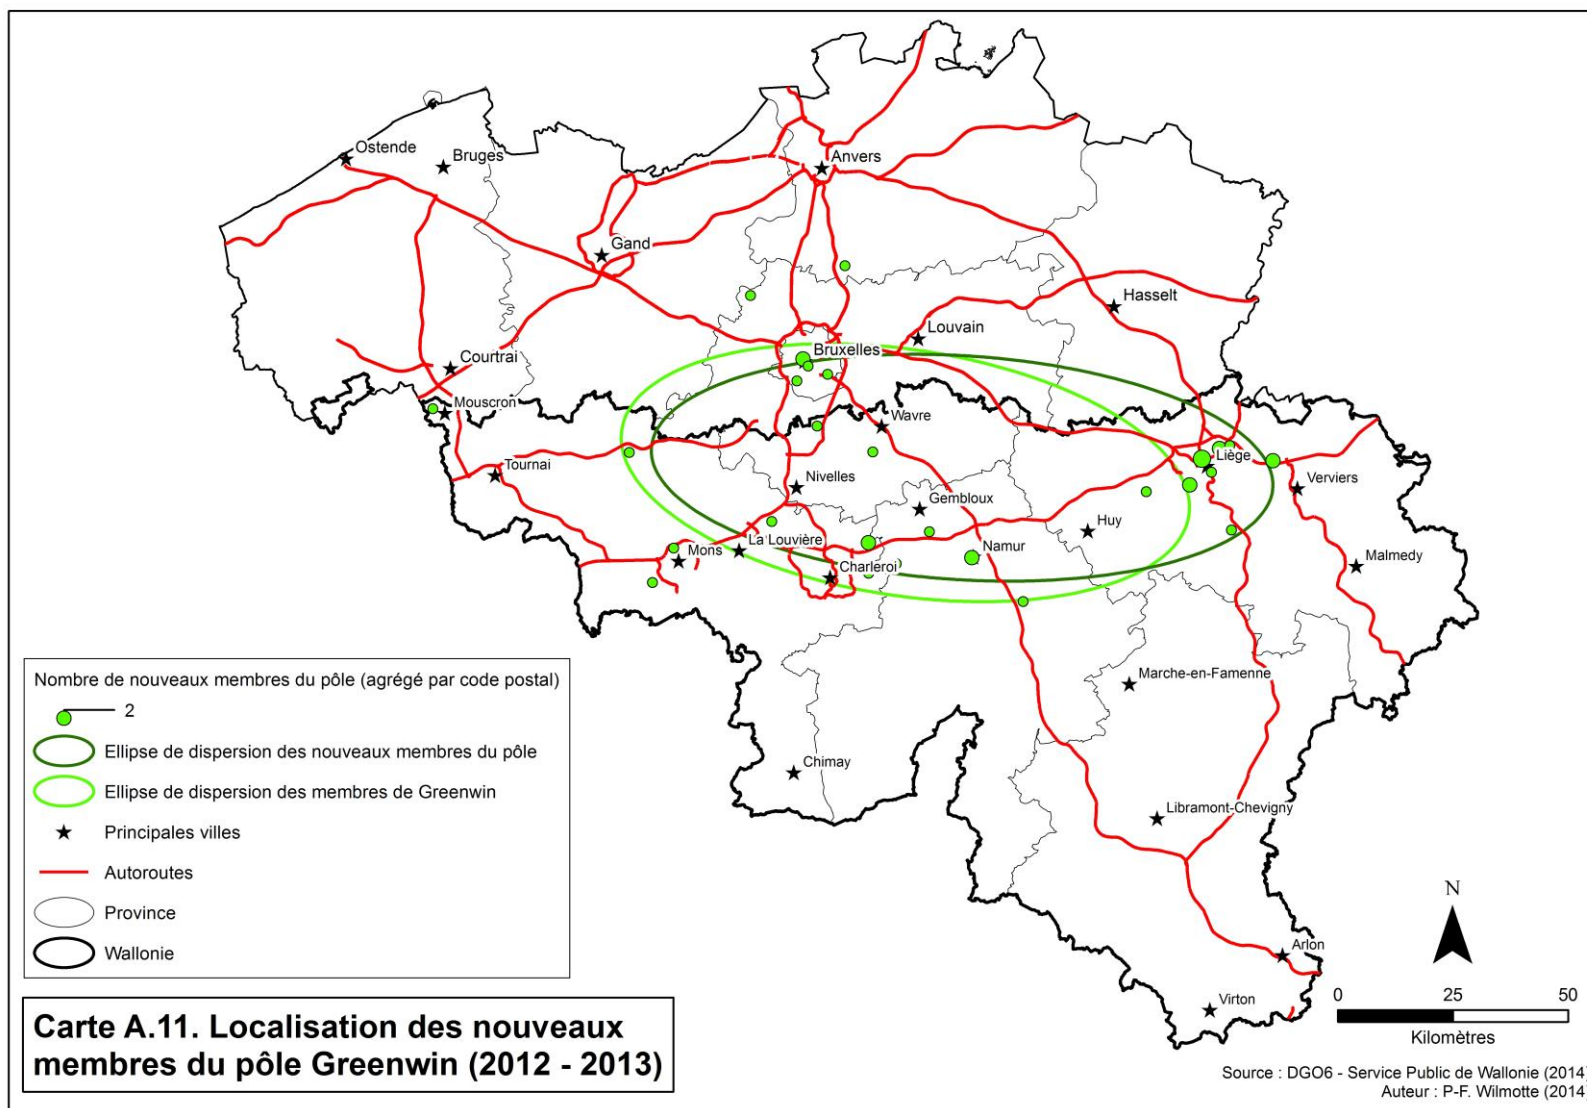 Ostende
Bruges
Anvers
Gand
Hasselt
Louvain
Bruxelles
Courtrai
Mouscron
Wavre
Tournai
Liège
Nivelles
Verviers
Gembloux
Huy
La Louvière
Mons
Namur
Charleroi
Malmedy
Marche-en-Famenne
Chimay
Libramont-Chevigny
Arlon
Virton
Nombre de nouveaux membres du pôle (agrégé par code postal)
2
Ellipse de dispersion des nouveaux membres du pôle
Ellipse de dispersion des membres de Greenwin
Principales villes
Autoroutes
Province
Wallonie
N
0 25 50
Kilomètres
Carte A.11. Localisation des nouveaux
membres du pôle Greenwin (2012 - 2013)
Source : DGO6 - Service Public de Wallonie (2014)
Auteur : P-F. Wilmotte (2014)